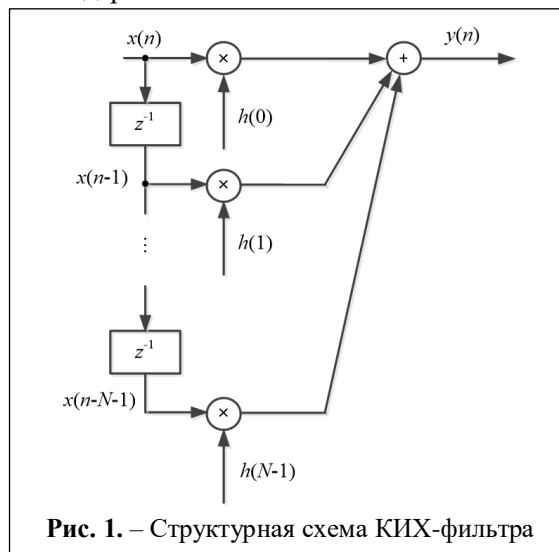 x(n)
y(n)
×
+
z⁻¹
h(0)
x(n-1)
×
⋮
h(1)
z⁻¹
x(n-N-1)
×
h(N-1)
Рис. 1. – Структурная схема КИХ-фильтра